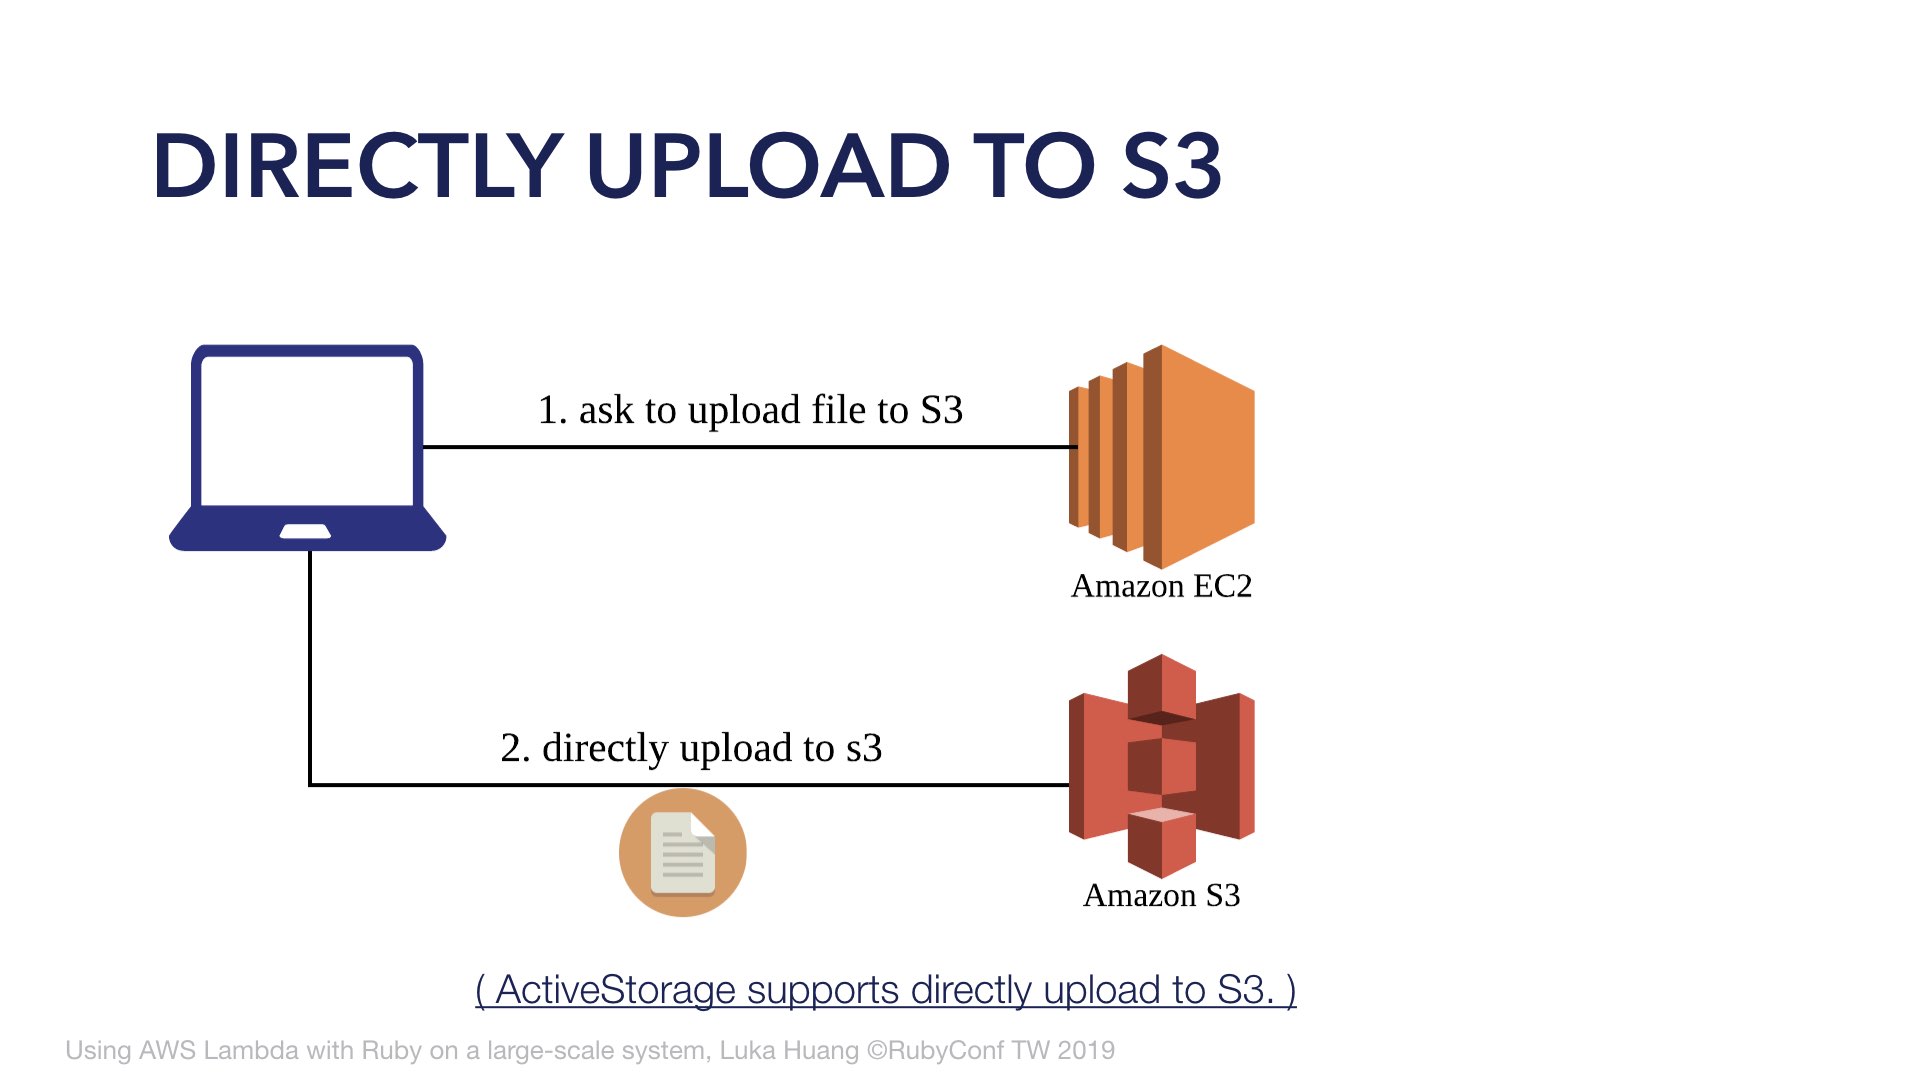 DIRECTLY UPLOAD TO S3
1. ask to upload file to S3
Amazon EC2
2. directly upload to s3
Amazon S3
( ActiveStorage supports directly upload to S3. )
Using AWS Lambda with Ruby on a large-scale system, Luka Huang ©RubyConf TW 2019